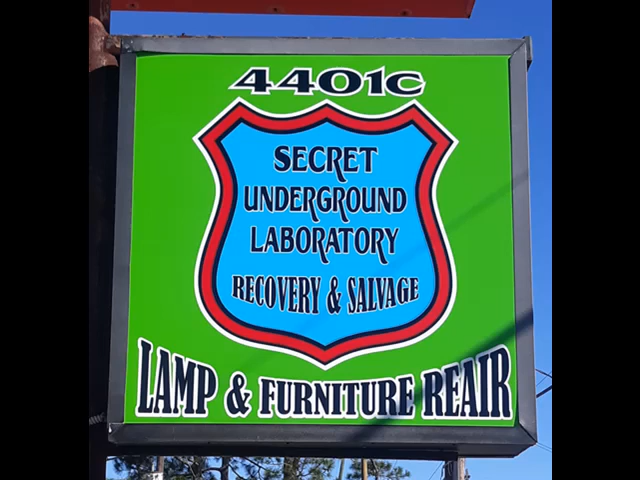 4401C
SECRET
UNDERGROUND
LABORATORY
RECOVERY & SALVAGE
LAMP & FURNITURE REAIR